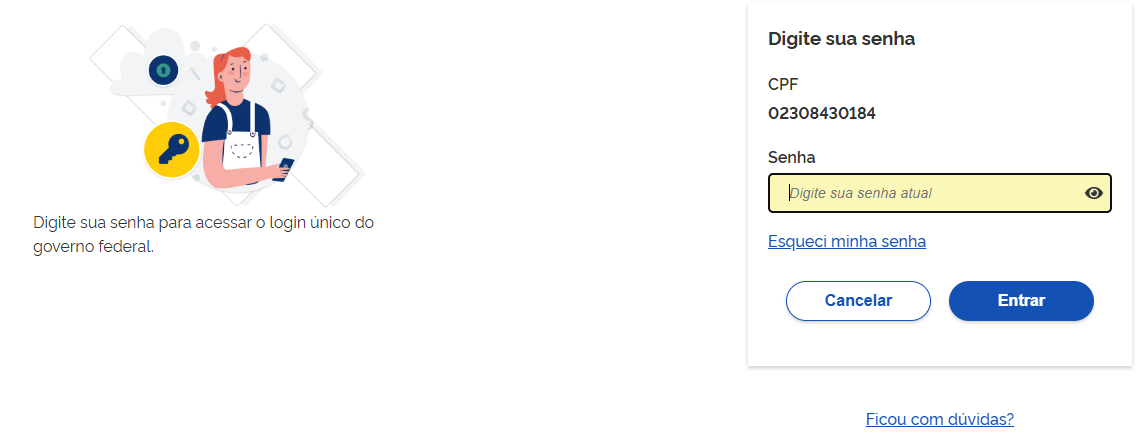 Digite sua senha para acessar o login único do
governo federal.
Digite sua senha
CPF
02308430184
Senha
Digite sua senha atual
Esqueci minha senha
Cancelar
Entrar
Ficou com dúvidas?